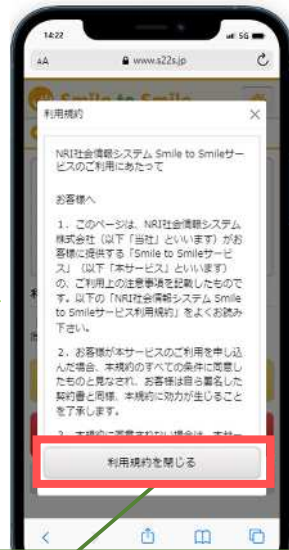 14:22
5G
AA
www.s22s.jp
Smile to Smile
利用規約
×
NRI社会情報システム Smile to Smileサー
ビスのご利用にあたって
お客様へ
1. このページは、NRI社会情報システム
株式会社(以下「当社」といいます)がお
客様に提供する「Smile to Smileサービ
ス」(以下「本サービス」といいます)
の、ご利用上の注意事項を記載したもので
す。以下の「NRI社会情報システム Smile
to Smileサービス利用規約」をよくお読み
下さい。
2. お客様が本サービスのご利用を申し込
んだ場合、本規約のすべての条件に同意し
たものと見なされ、お客様は自ら署名した
契約書と同様、本規約に効力が生じること
を了承します。
利用規約を閉じる